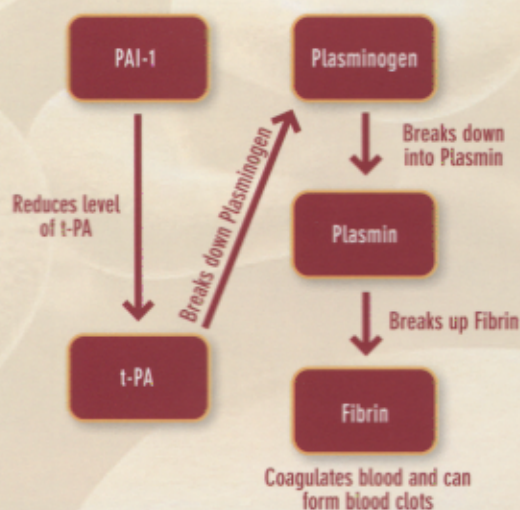 PAI-1
Plasminogen
Reduces level
of t-PA
Breaks down Plasminogen
Breaks down
into Plasmin
Plasmin
Breaks up Fibrin
t-PA
Fibrin
Coagulates blood and can
form blood clots